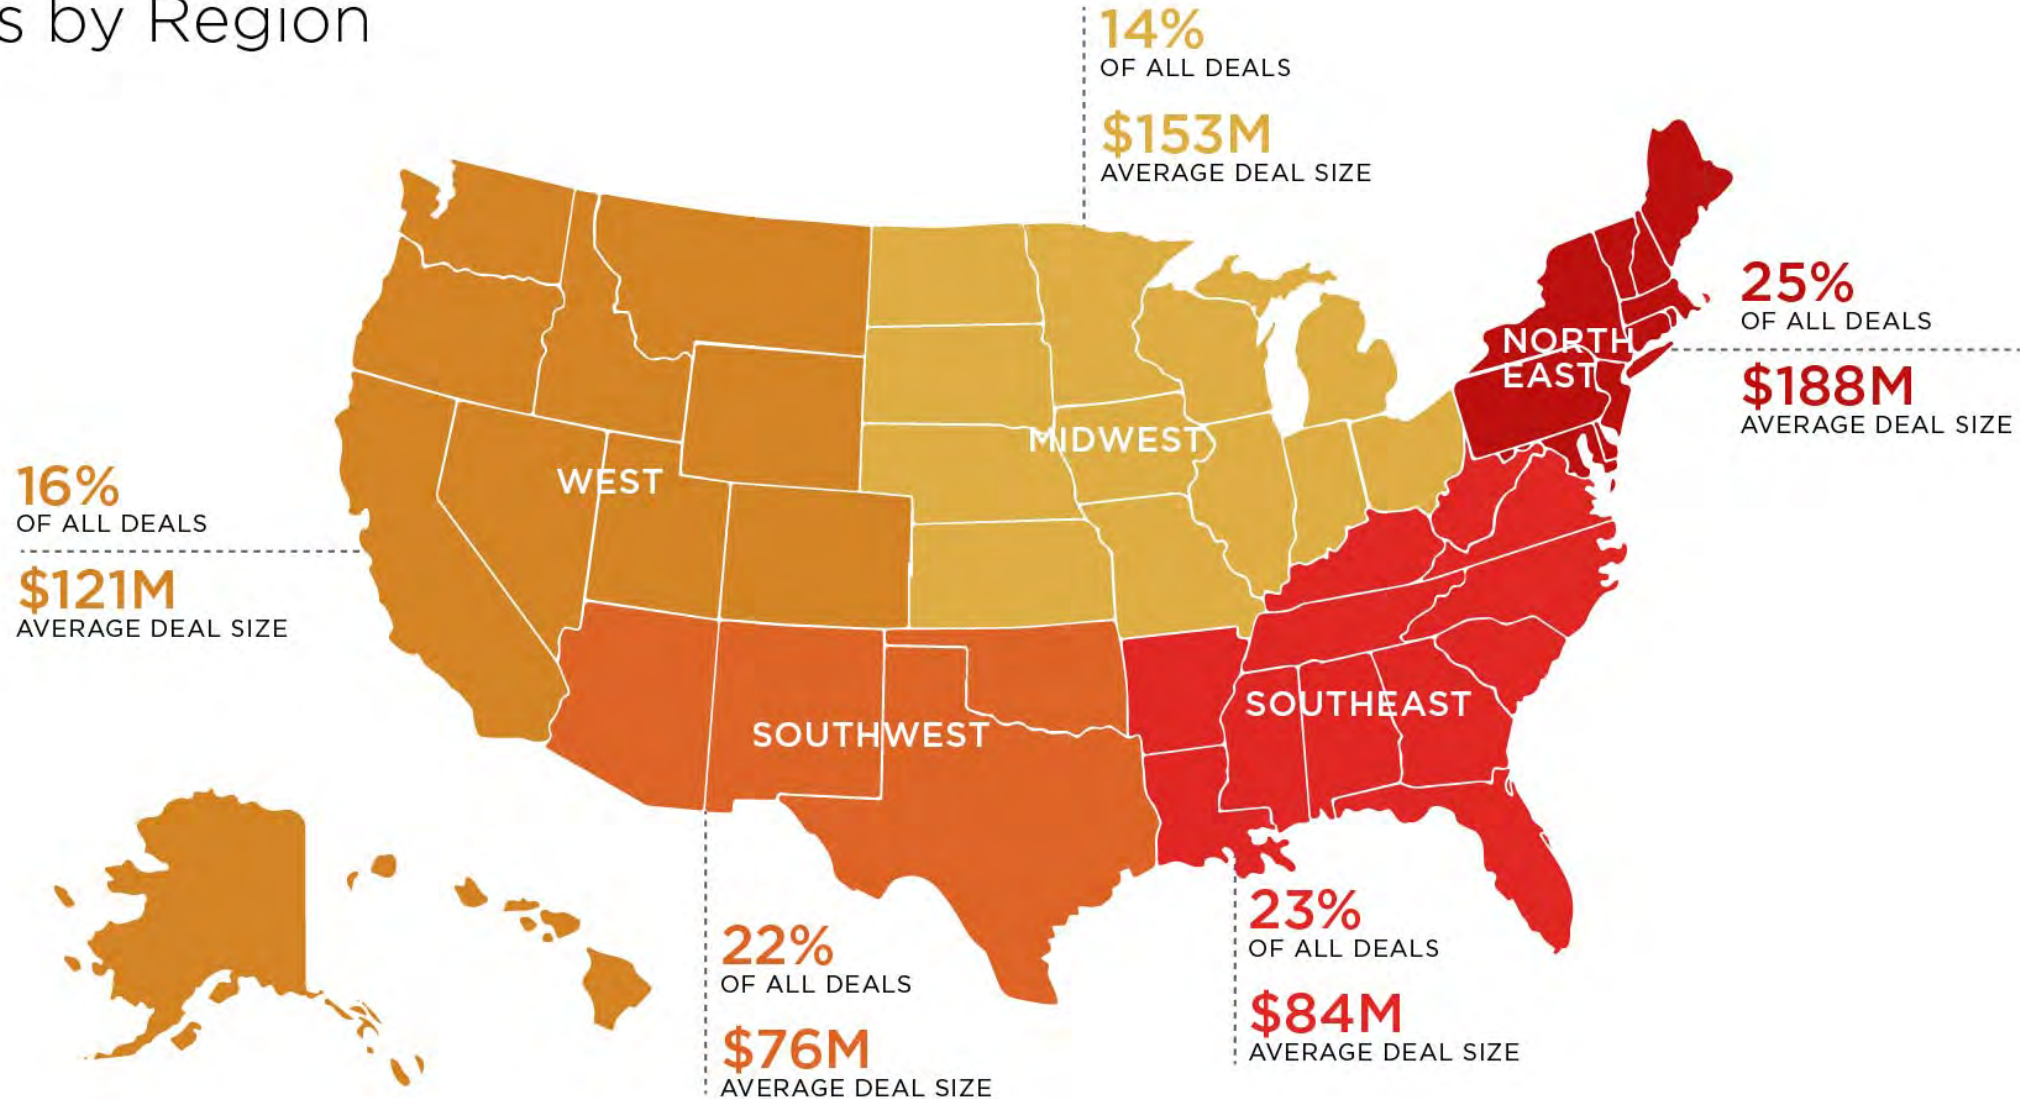 s by Region
14%
OF ALL DEALS
$153M
AVERAGE DEAL SIZE
25%
OF ALL DEALS
$188M
AVERAGE DEAL SIZE
NORTH
EAST
MIDWEST
WEST
16%
OF ALL DEALS
$121M
AVERAGE DEAL SIZE
SOUTHWEST
SOUTHEAST
22%
OF ALL DEALS
$76M
AVERAGE DEAL SIZE
23%
OF ALL DEALS
$84M
AVERAGE DEAL SIZE